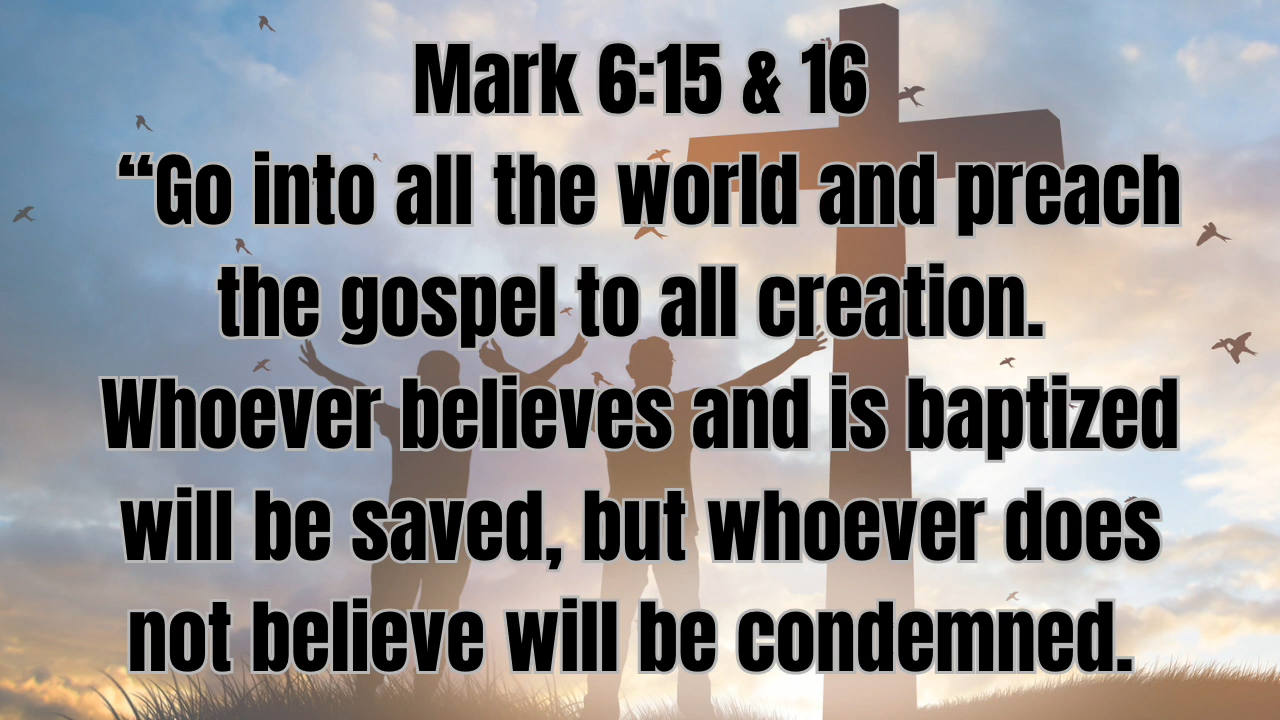 Mark 6:15 & 16
“Go into all the world and preach
the gospel to all creation.
Whoever believes and is baptized
will be saved, but whoever does
not believe will be condemned.